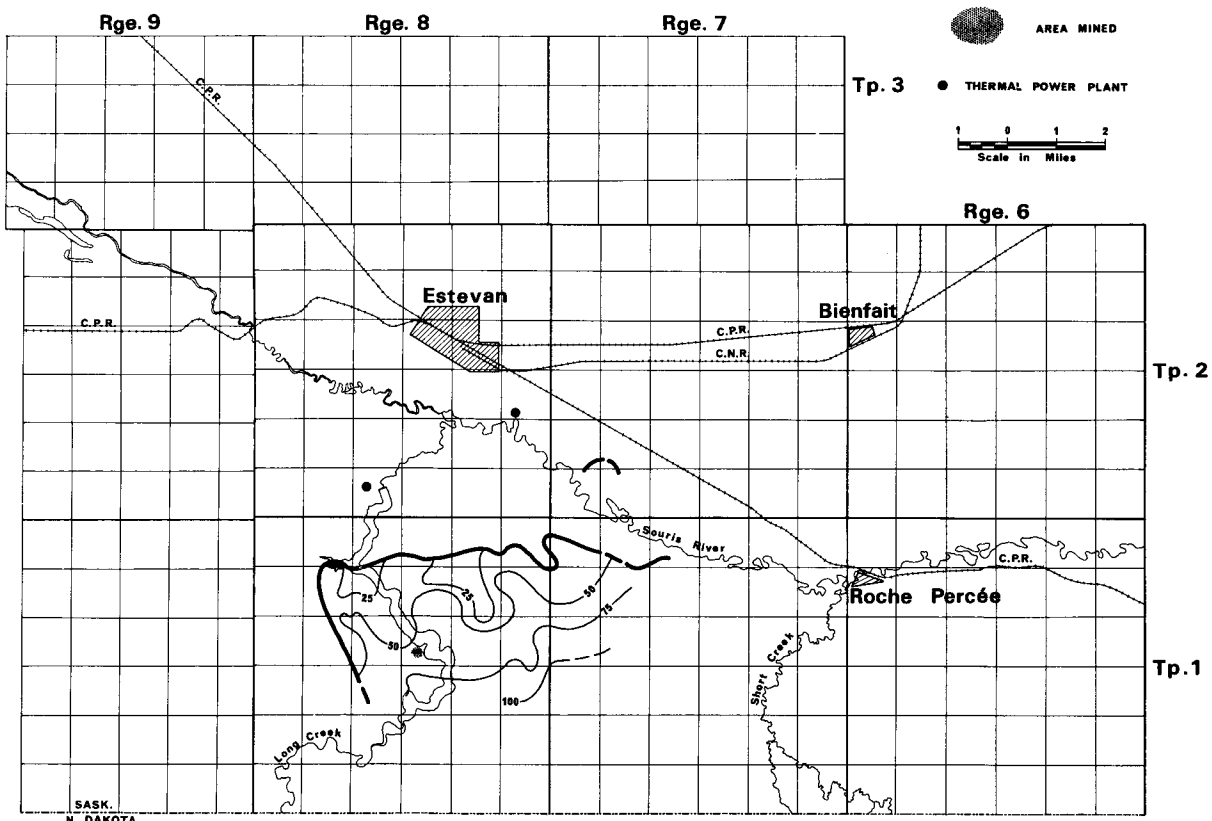 Rge. 9
Rge. 8
Rge. 7
AREA MINED
Tp. 3
THERMAL POWER PLANT
C.P.R.
1 0 1 2
Scale in Miles
Rge. 6
Estevan
Bienfait
C.P.R.
C.P.R.
C.N.R.
Tp. 2
Souris River
C.P.R.
Roche Percée
25
25
50
75
50
Short Creek
Tp. 1
100
Long Creek
SASK.
N. DAKOTA